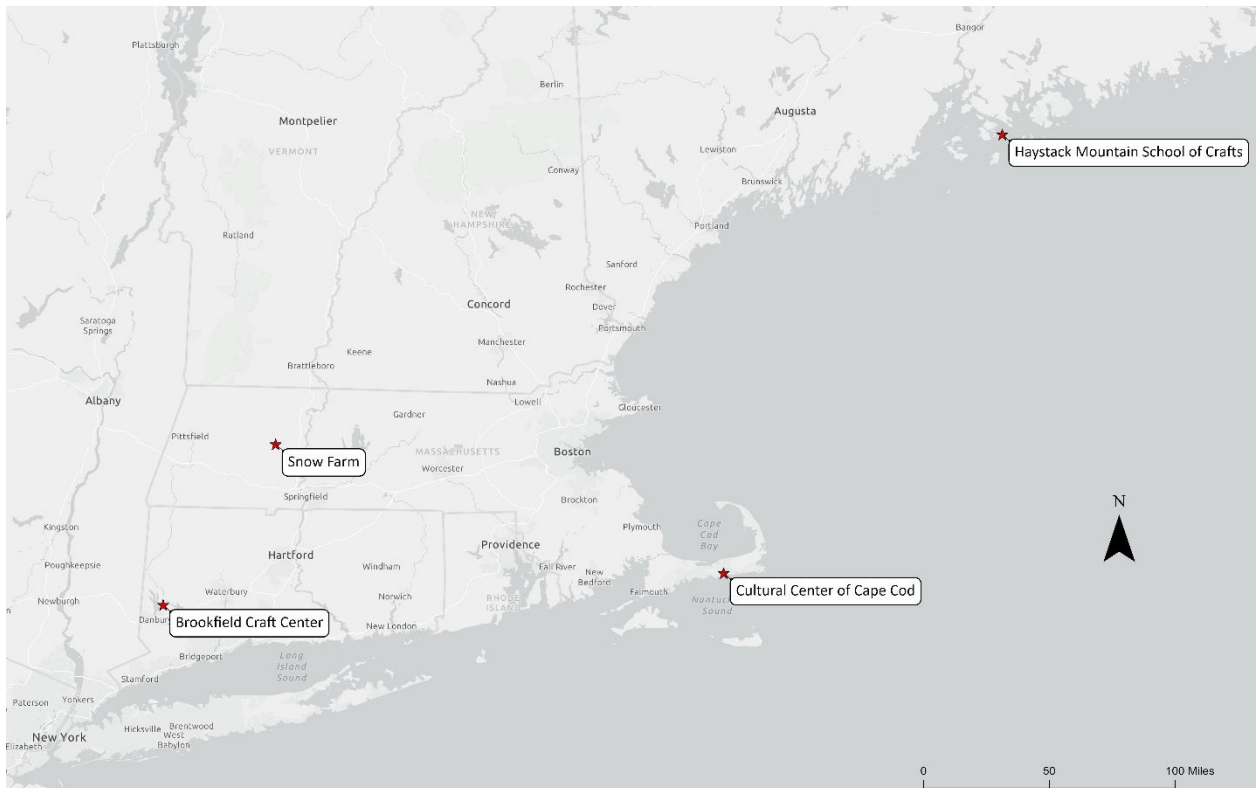 Bangor
Plattsburgh
Berlin
Augusta
Montpelier
VERMONT
Lewiston
Haystack Mountain School of Crafts
Conway
Brunswick
NEW
HAMPSHIRE
Portland
Rutland
Sanford
Rochester
Concord
Dover
Saratoga
Springs
Portsmouth
Manchester
Keene
Brattleboro
Nashua
Albany
Lowell
Gloucester
Gardner
Pittsfield
MASSACHUSETTS
Boston
Snow Farm
Worcester
Springfield
Brockton
N
Kingston
Plymouth
Cape
Cod
Bay
Providence
Hartford
Poughkeepsie
Windham
Fall River
New
Bedford
Falmouth
Cultural Center of Cape Cod
Waterbury
Norwich
RHODE
ISLAND
Nantuck
Sound
Newburgh
Danbury
Brookfield Craft Center
New London
Bridgeport
Long
Island
Sound
Stamford
Paterson
Yonkers
Hicksville
Brentwood
West
Babylon
New York
Elizabeth
0 50 100 Miles